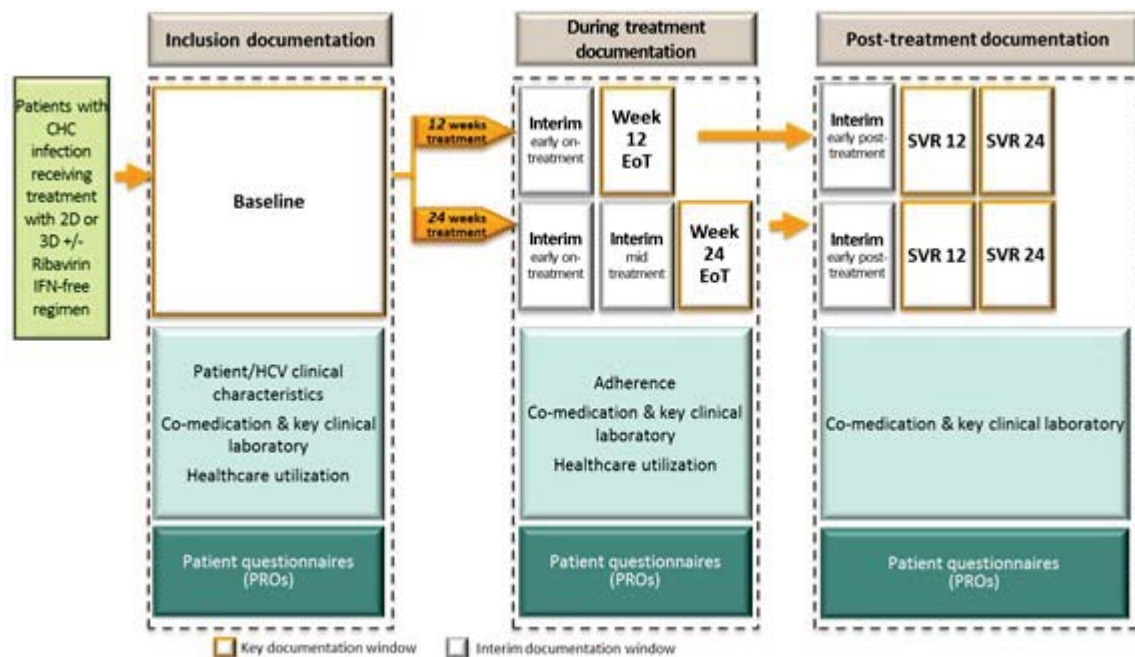 Inclusion documentation
During treatment
documentation
Post-treatment documentation
Patients with
CHC
infection
receiving
treatment
with 2D or
3D +/-
Ribavirin
IFN-free
regimen
Baseline
12 weeks
treatment
24 weeks
treatment
Interim
early on-
treatment
Week
12
EoT
Interim
early on-
treatment
Interim
mid
treatment
Week
24
EoT
Interim
early post-
treatment
SVR 12
SVR 24
Interim
early post-
treatment
SVR 12
SVR 24
Patient/HCV clinical
characteristics
Co-medication & key clinical
laboratory
Healthcare utilization
Adherence
Co-medication & key clinical
laboratory
Healthcare utilization
Co-medication & key clinical laboratory
Patient questionnaires
(PROs)
Patient questionnaires
(PROs)
Patient questionnaires
(PROs)
Key documentation window
Interim documentation window